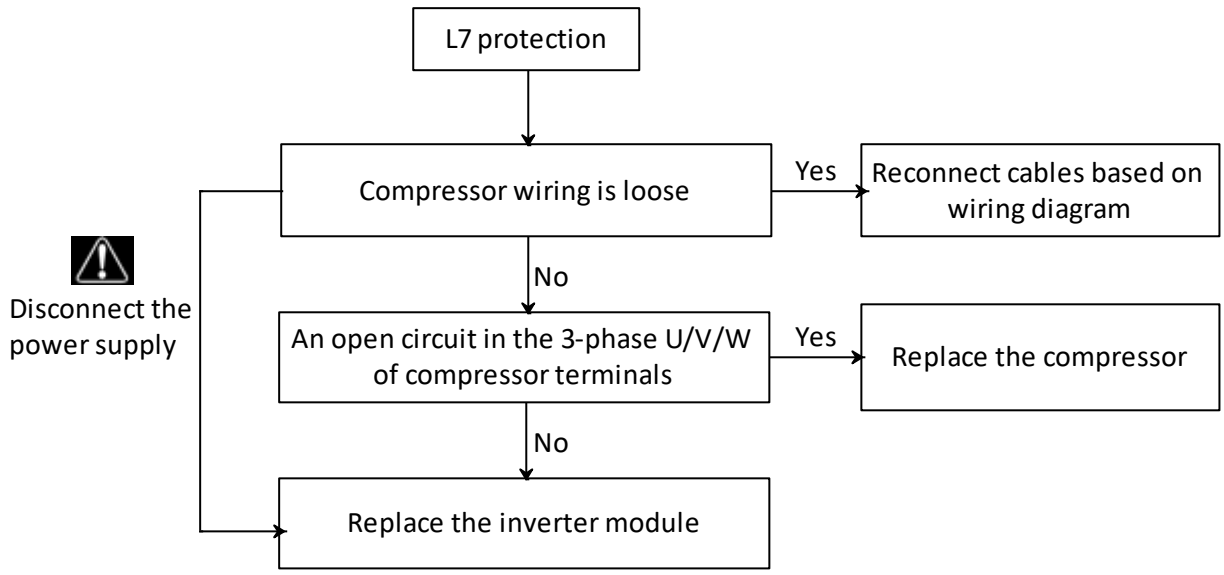 L7 protection
Compressor wiring is loose
Yes
Reconnect cables based on
wiring diagram
No
Disconnect the
power supply
An open circuit in the 3-phase U/V/W
of compressor terminals
Yes
Replace the compressor
No
Replace the inverter module